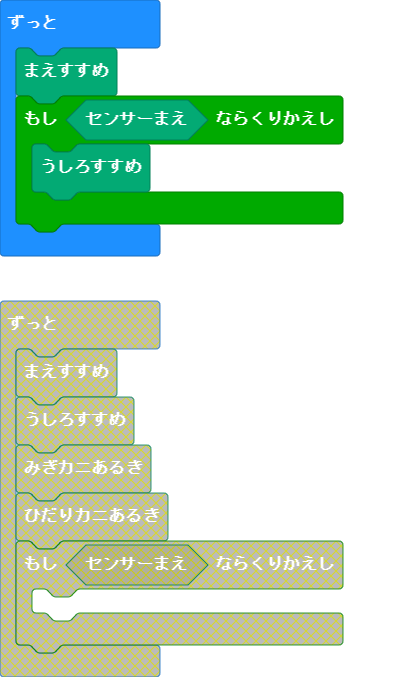 ずっと
まえすすめ
もし センサーまえ ならくりかえし
うしろすすめ
ずっと
まえすすめ
うしろすすめ
みぎカニあるき
ひだりカニあるき
もし センサーまえ ならくりかえし